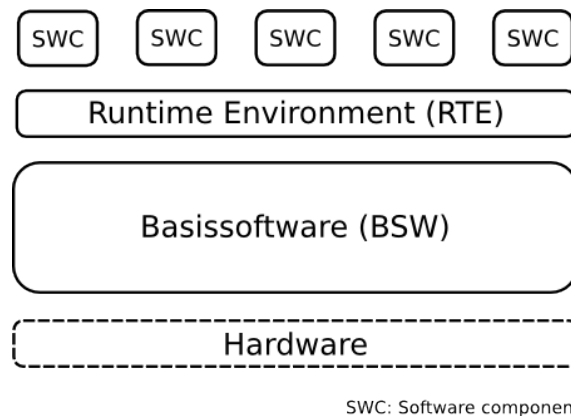 SWC SWC SWC SWC SWC
Runtime Environment (RTE)
Basissoftware (BSW)
Hardware
SWC: Software componen